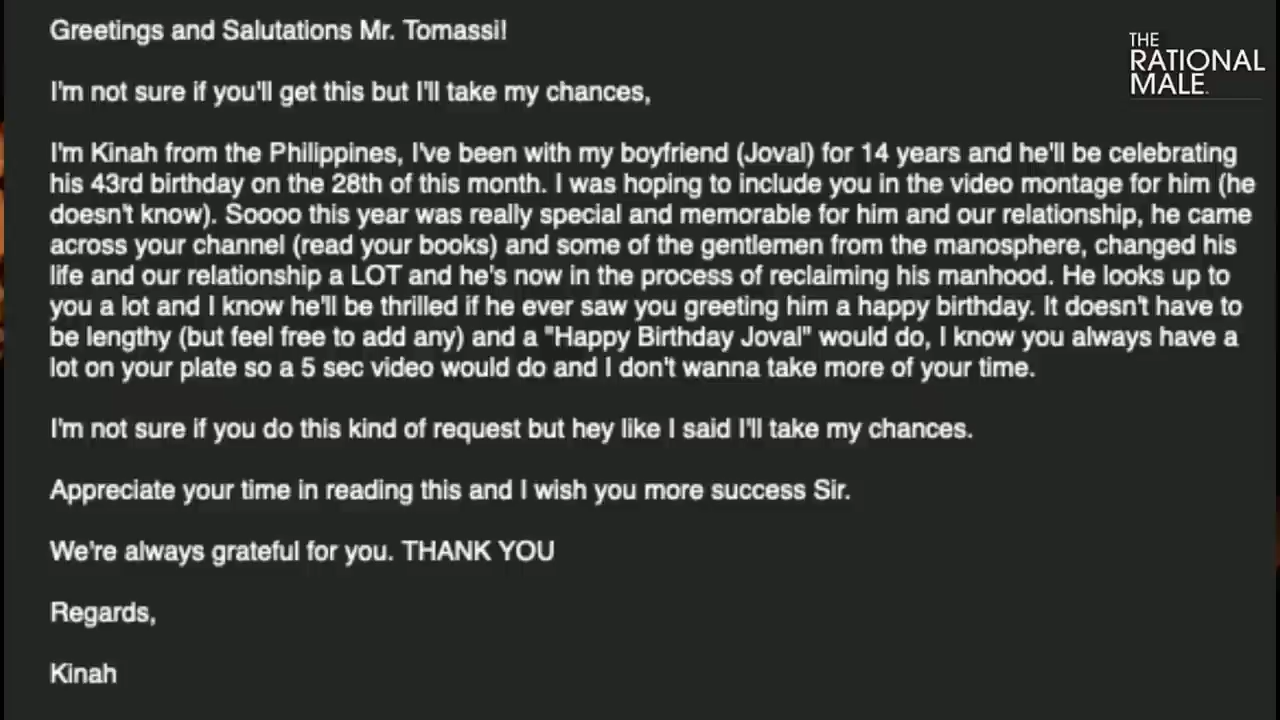 Greetings and Salutations Mr. Tomassi!
THE
RATIONAL
MALE.
I'm not sure if you'll get this but I'll take my chances,
I'm Kinah from the Philippines, I've been with my boyfriend (Joval) for 14 years and he'll be celebrating
his 43rd birthday on the 28th of this month. I was hoping to include you in the video montage for him (he
doesn't know). Soooo this year was really special and memorable for him and our relationship, he came
across your channel (read your books) and some of the gentlemen from the manosphere, changed his
life and our relationship a LOT and he's now in the process of reclaiming his manhood. He looks up to
you a lot and I know he'll be thrilled if he ever saw you greeting him a happy birthday. It doesn't have to
be lengthy (but feel free to add any) and a "Happy Birthday Joval" would do, I know you always have a
lot on your plate so a 5 sec video would do and I don't wanna take more of your time.
I'm not sure if you do this kind of request but hey like I said I'll take my chances.
Appreciate your time in reading this and I wish you more success Sir.
We're always grateful for you. THANK YOU
Regards,
Kinah